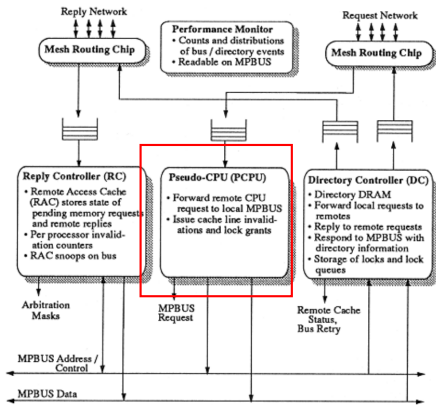 Reply Network
Request Network
Mesh Routing Chip
Performance Monitor
• Counts and distributions
of bus / directory events
• Readable on MPBUS
Mesh Routing Chip
Reply Controller (RC)
• Remote Access Cache
(RAC) stores state of
pending memory requests
and remote replies
• Per processor invalid-
ation counters
• RAC snoops on bus
Pseudo-CPU (PCPU)
• Forward remote CPU
request to local MPBUS
• Issue cache line invalid-
ations and lock grants
Directory Controller (DC)
• Directory DRAM
• Forward local requests to
remotes
• Reply to remote requests
• Respond to MPBUS with
directory information
• Storage of locks and lock
queues
Arbitration
Masks
MPBUS
Request
Remote Cache
Status,
Bus Retry
MPBUS Address /
Control
MPBUS Data